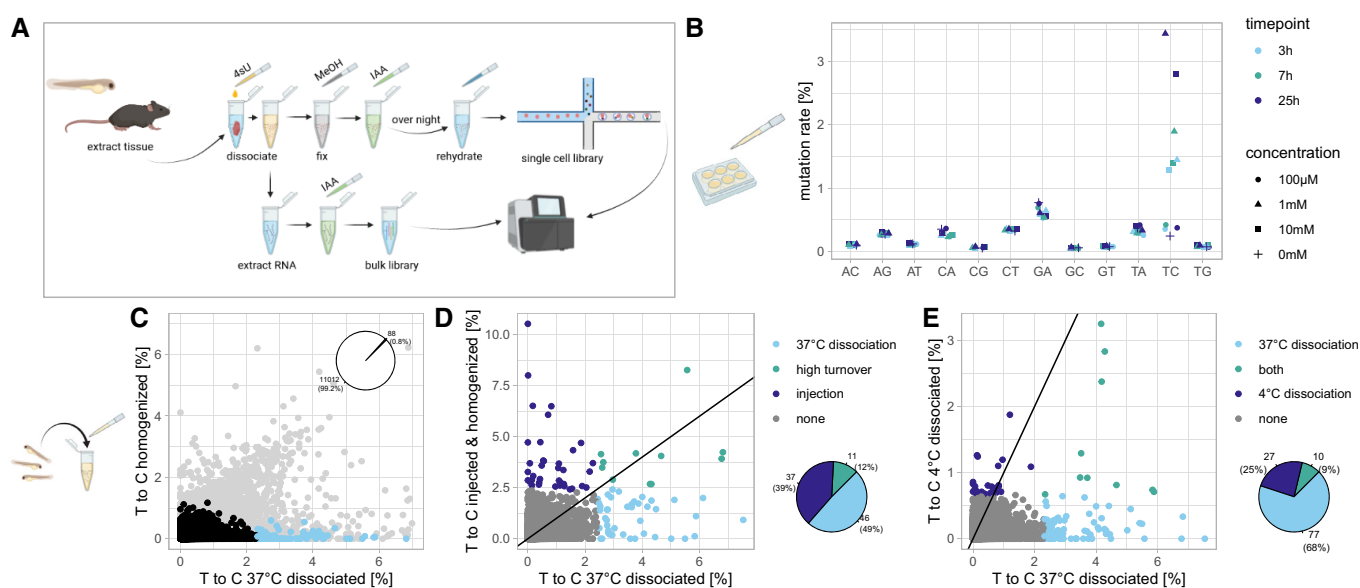 A
4sU
MeOH
IAA
over night
extract tissue
dissociate
fix
rehydrate
single cell library
IAA
extract RNA
bulk library
B
mutation rate [%]
3
2
1
0
AC AG AT CA CG CT GA GC GT TA TC TG
timepoint
3h
7h
25h
concentration
100µM
1mM
10mM
0mM
C
T to C homogenized [%]
6
4
2
0
0 2 4 6
T to C 37°C dissociated [%]
88
(0.8%)
11012
(99.2%)
D
T to C injected & homogenized [%]
10.0
7.5
5.0
2.5
0.0
0 2 4 6
T to C 37°C dissociated [%]
37°C dissociation
high turnover
injection
none
11
(12%)
37
(39%)
46
(49%)
E
T to C 4°C dissociated [%]
3
2
1
0
0 2 4 6
T to C 37°C dissociated [%]
37°C dissociation
both
4°C dissociation
none
27
(25%)
10
(9%)
77
(68%)